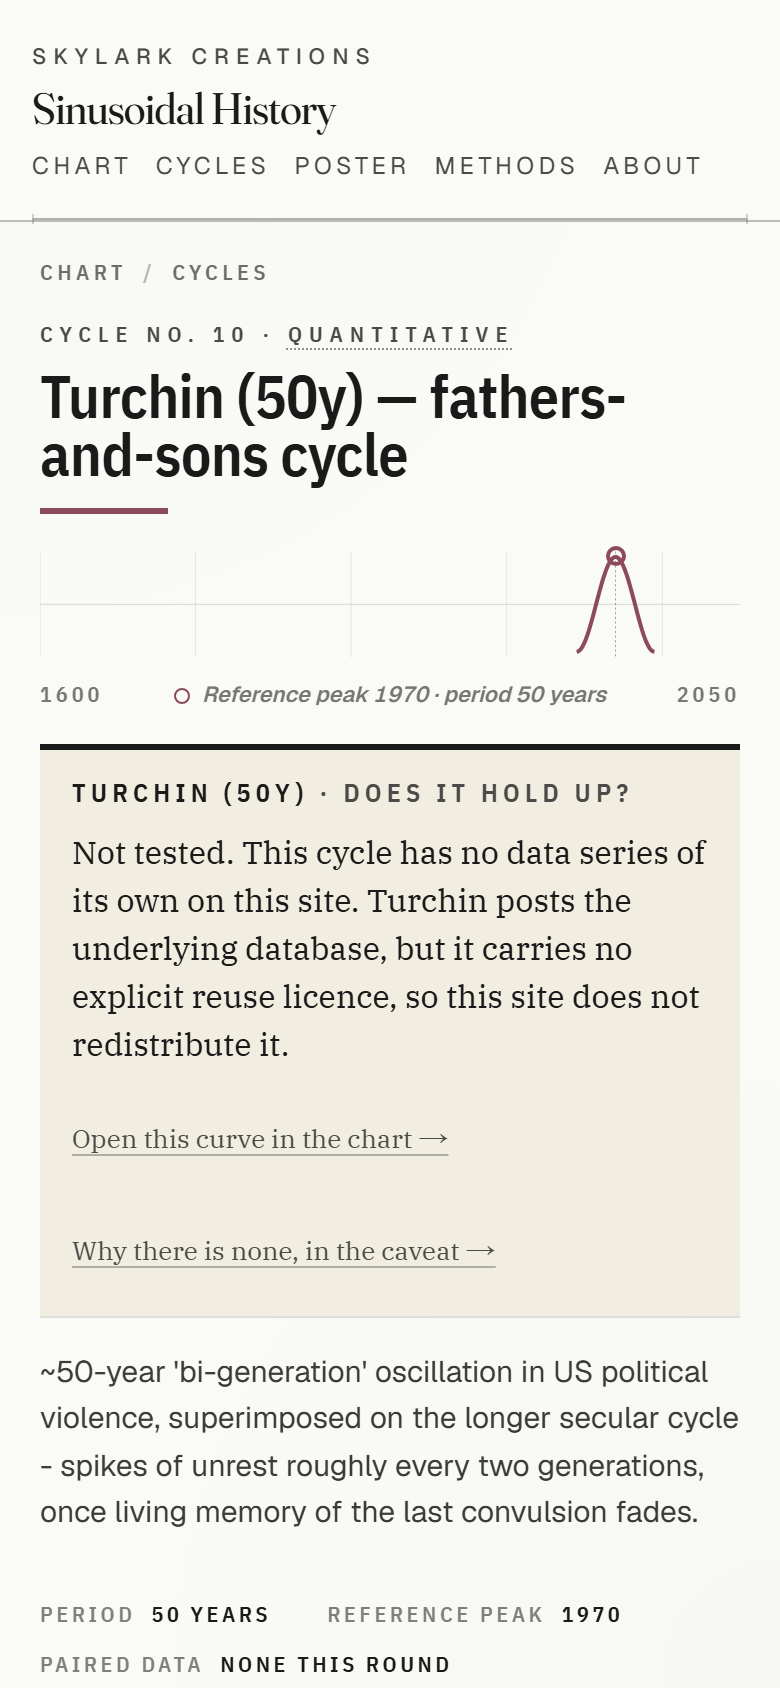 SKYLARK CREATIONS
Sinusoidal History
CHART CYCLES POSTER METHODS ABOUT
CHART / CYCLES
CYCLE NO. 10 · QUANTITATIVE
Turchin (50y) — fathers-
and-sons cycle
1600 Reference peak 1970 · period 50 years 2050
TURCHIN (50Y) · DOES IT HOLD UP?
Not tested. This cycle has no data series of
its own on this site. Turchin posts the
underlying database, but it carries no
explicit reuse licence, so this site does not
redistribute it.
Open this curve in the chart →
Why there is none, in the caveat →
~50-year 'bi-generation' oscillation in US political
violence, superimposed on the longer secular cycle
- spikes of unrest roughly every two generations,
once living memory of the last convulsion fades.
PERIOD 50 YEARS REFERENCE PEAK 1970
PAIRED DATA NONE THIS ROUND